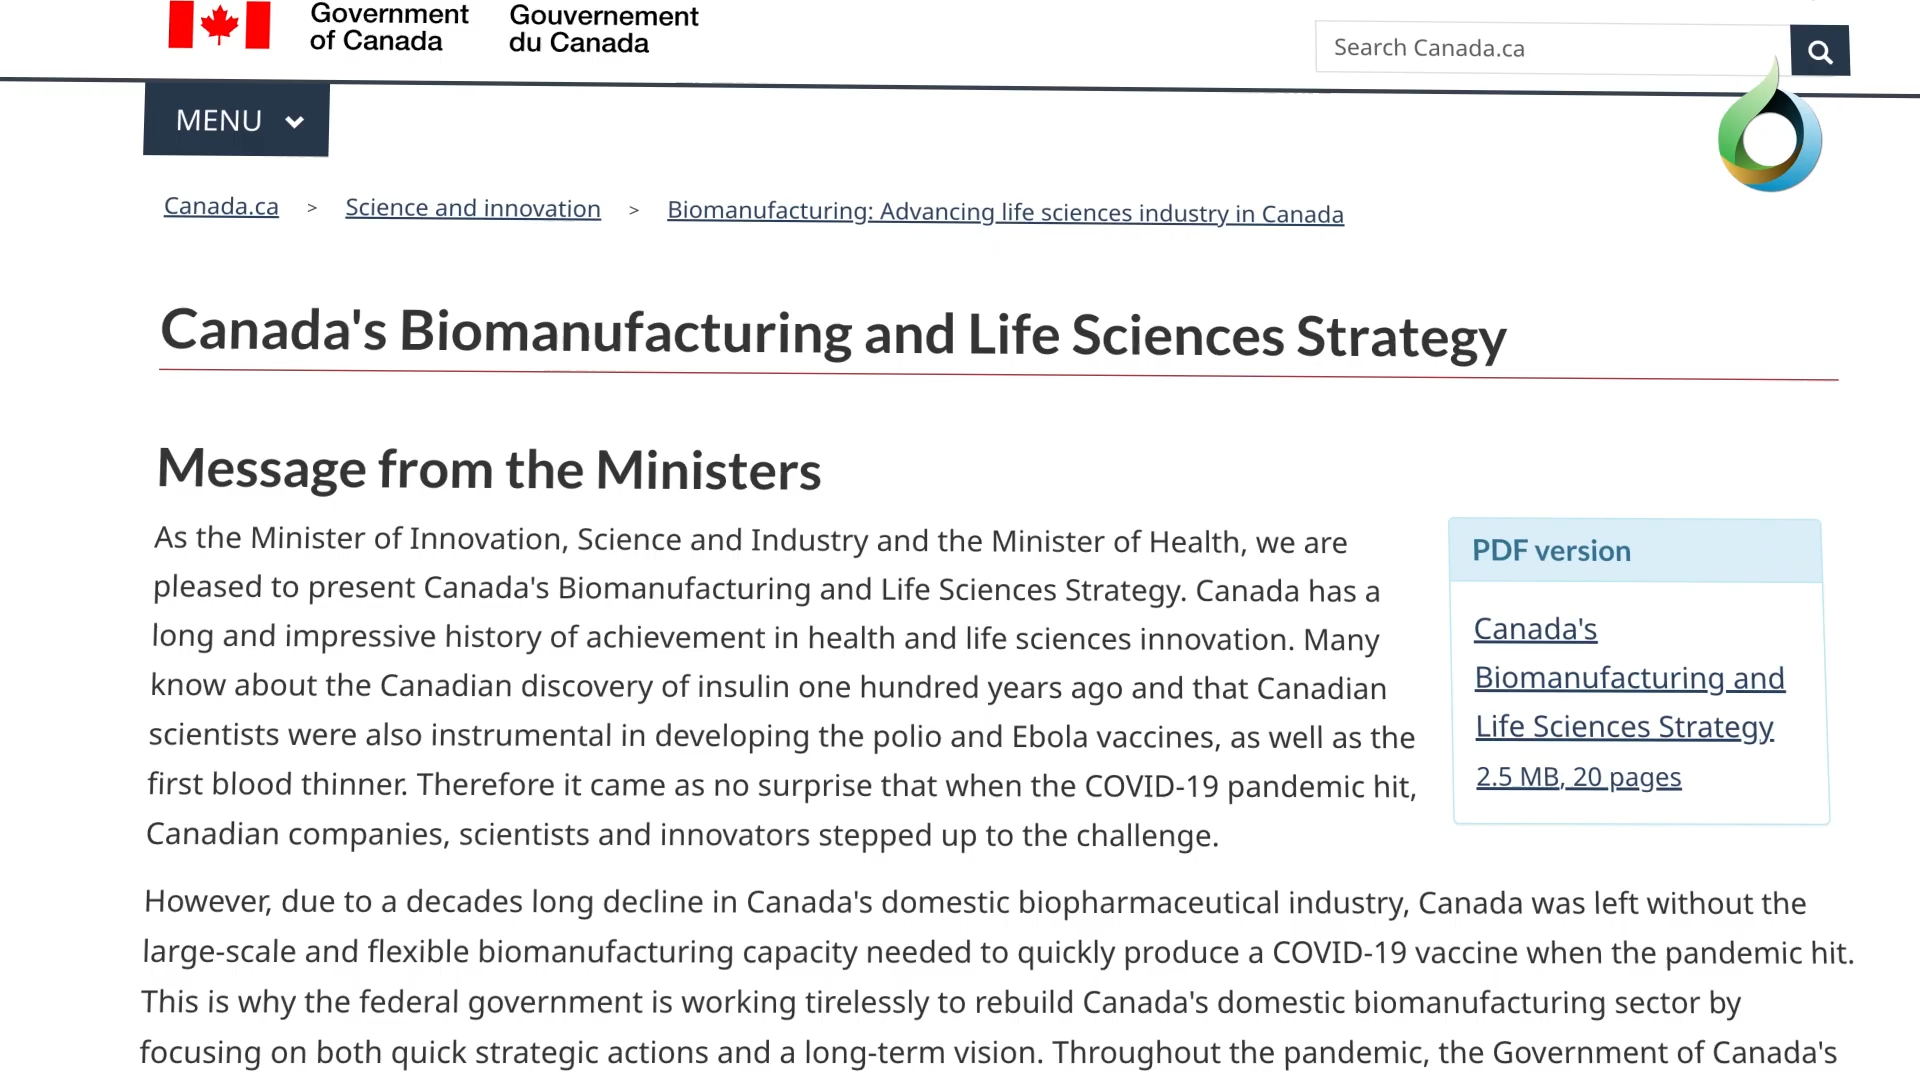 Government
of Canada
Gouvernement
du Canada
Search Canada.ca
MENU
Canada.ca > Science and innovation > Biomanufacturing: Advancing life sciences industry in Canada
Canada's Biomanufacturing and Life Sciences Strategy
Message from the Ministers
As the Minister of Innovation, Science and Industry and the Minister of Health, we are
pleased to present Canada's Biomanufacturing and Life Sciences Strategy. Canada has a
long and impressive history of achievement in health and life sciences innovation. Many
know about the Canadian discovery of insulin one hundred years ago and that Canadian
scientists were also instrumental in developing the polio and Ebola vaccines, as well as the
first blood thinner. Therefore it came as no surprise that when the COVID-19 pandemic hit,
Canadian companies, scientists and innovators stepped up to the challenge.
PDF version
Canada's
Biomanufacturing and
Life Sciences Strategy
2.5 MB, 20 pages
However, due to a decades long decline in Canada's domestic biopharmaceutical industry, Canada was left without the
large-scale and flexible biomanufacturing capacity needed to quickly produce a COVID-19 vaccine when the pandemic hit.
This is why the federal government is working tirelessly to rebuild Canada's domestic biomanufacturing sector by
focusing on both quick strategic actions and a long-term vision. Throughout the pandemic, the Government of Canada's